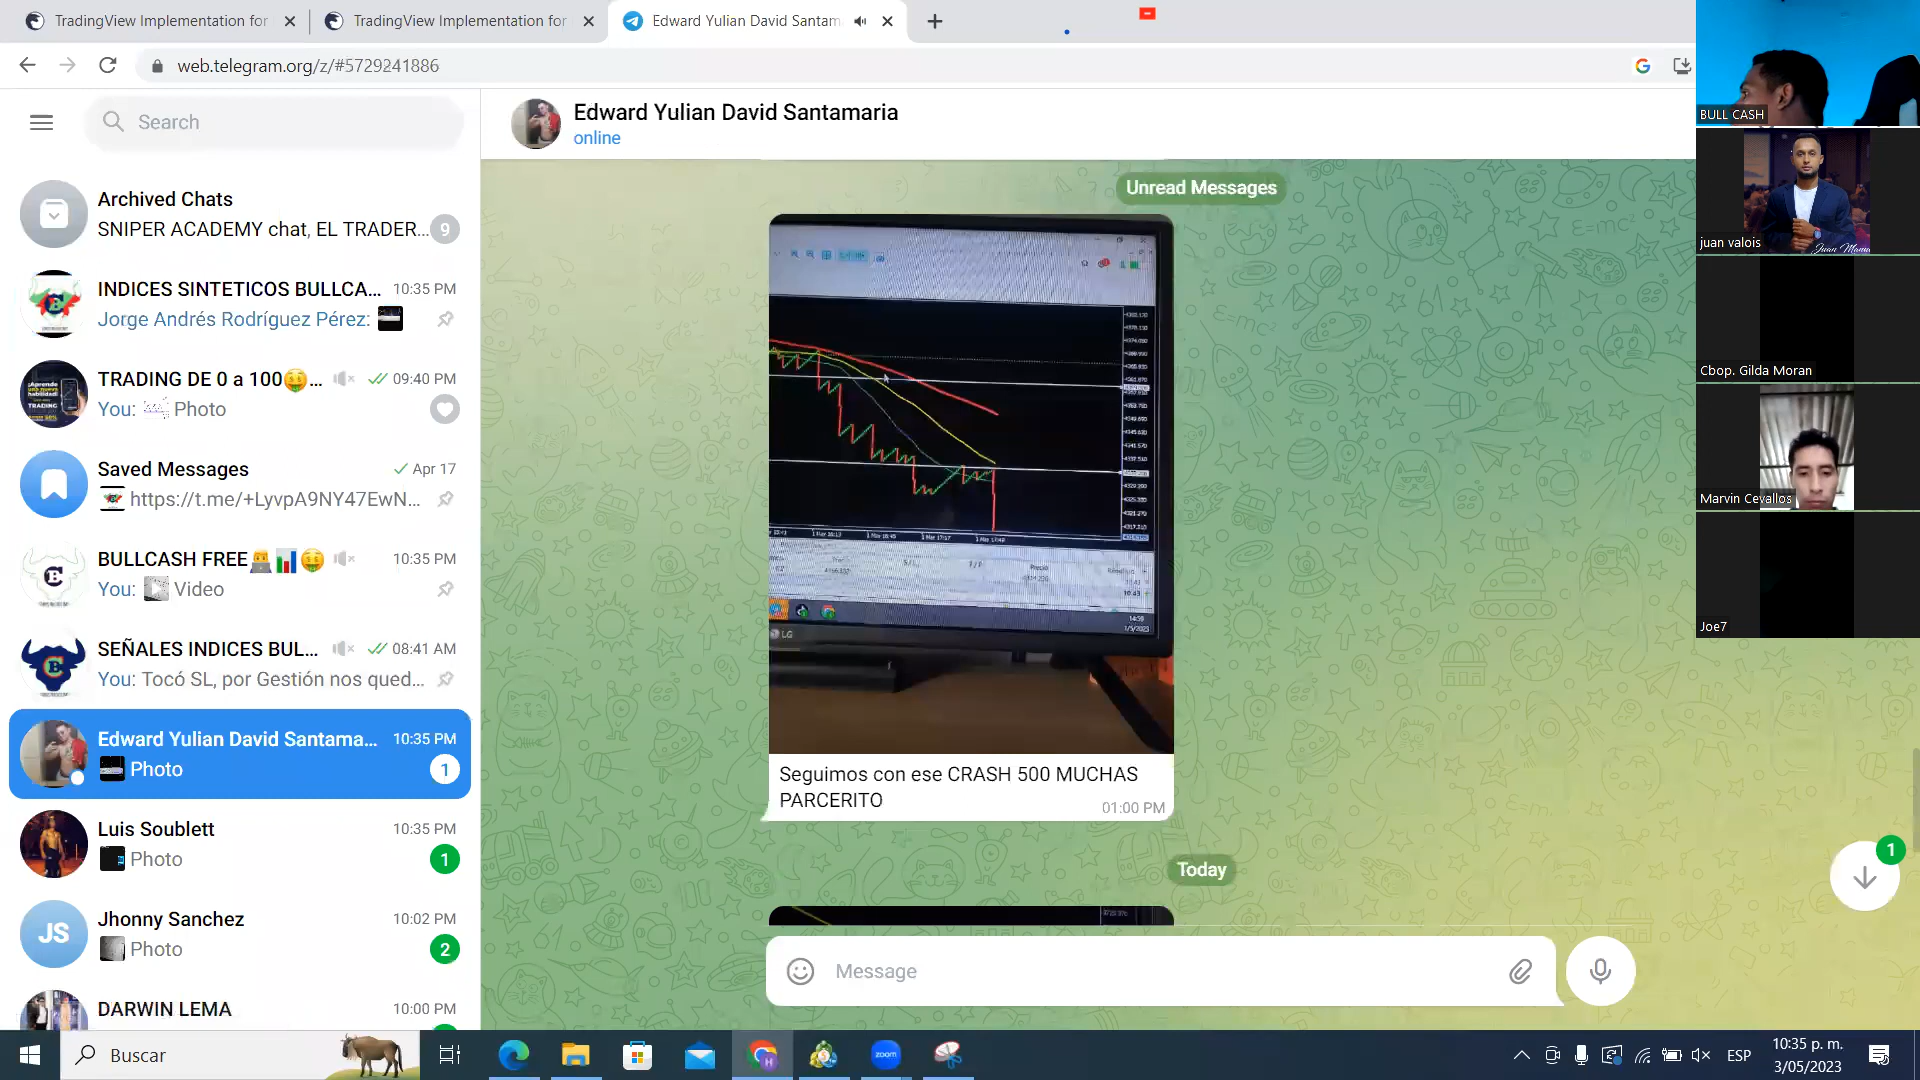 TradingView Implementation for
TradingView Implementation for
Edward Yulian David Santam
web.telegram.org/z/#5729241886
Search
Archived Chats
SNIPER ACADEMY chat, EL TRADER... 9
INDICES SINTETICOS BULLCA... 10:35 PM
Jorge Andrés Rodríguez Pérez:
TRADING DE 0 a 100🤑... 09:40 PM
You: Photo
Saved Messages Apr 17
https://t.me/+LyvpA9NY47EwN...
BULLCASH FREE👨‍💻📊🤑 10:35 PM
You: Video
SEÑALES INDICES BUL... 08:41 AM
You: Tocó SL, por Gestión nos qued...
Edward Yulian David Santama... 10:35 PM
Photo 1
Luis Soublett 10:35 PM
Photo 1
JS
Jhonny Sanchez 10:02 PM
Photo 2
DARWIN LEMA 10:00 PM
Edward Yulian David Santamaria
online
Unread Messages
LG
Seguimos con ese CRASH 500 MUCHAS
PARCERITO
01:00 PM
Today
1
Message
BULL CASH
juan valois
Juan Manu
Cbop. Gilda Moran
Marvin Cevallos
Joe7
Buscar
zoom
ESP
10:35 p. m.
3/05/2023